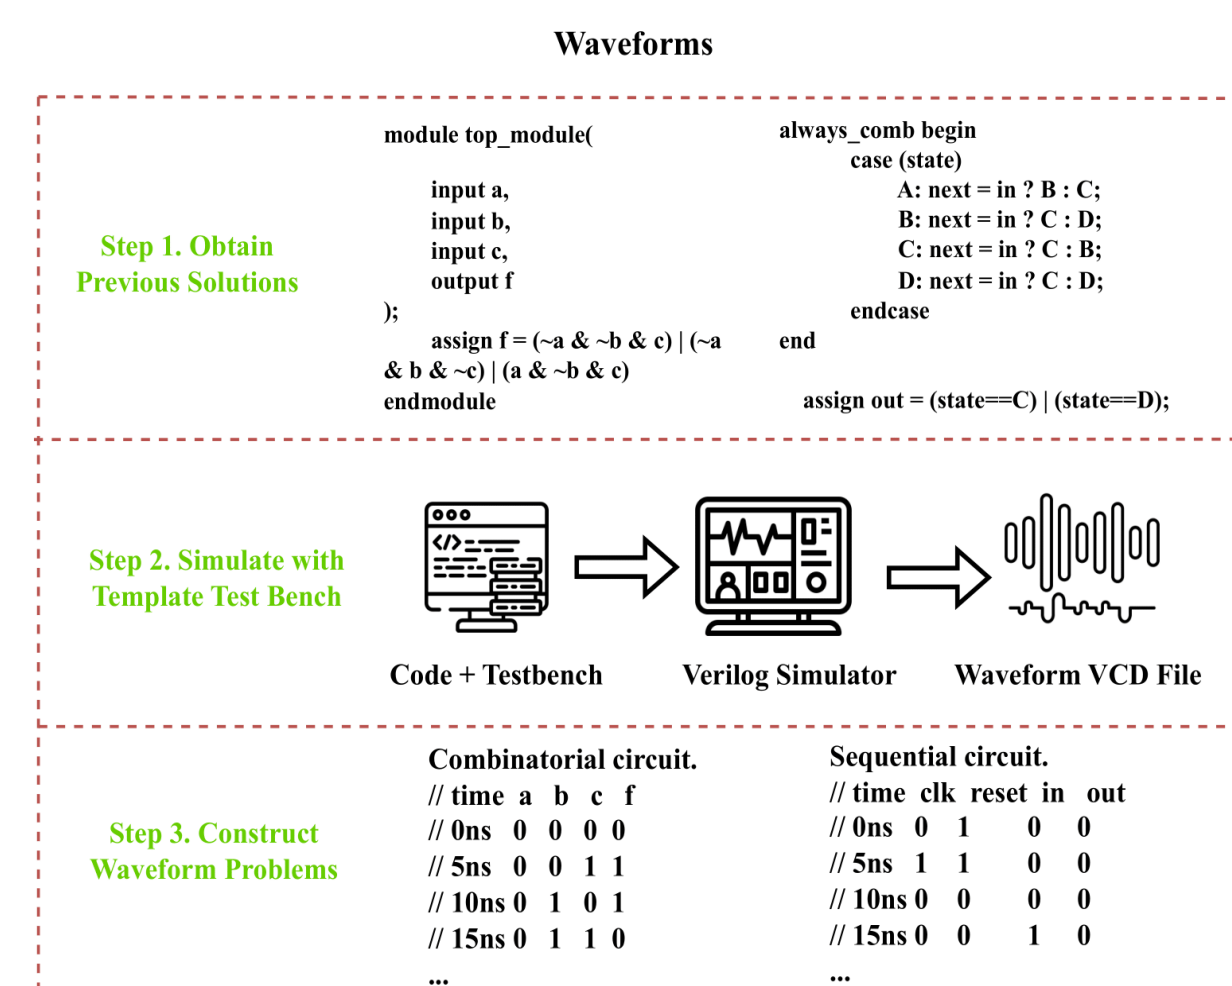 Waveforms
Step 1. Obtain
Previous Solutions
module top_module(
input a,
input b,
input c,
output f
);
assign f = (~a & ~b & c) | (~a
& b & ~c) | (a & ~b & c)
endmodule
always_comb begin
case (state)
A: next = in ? B : C;
B: next = in ? C : D;
C: next = in ? C : B;
D: next = in ? C : D;
endcase
end
assign out = (state==C) | (state==D);
Step 2. Simulate with
Template Test Bench
</>
Code + Testbench
Verilog Simulator
Waveform VCD File
Step 3. Construct
Waveform Problems
Combinatorial circuit.
// time a b c f
// 0ns 0 0 0 0
// 5ns 0 0 1 1
// 10ns 0 1 0 1
// 15ns 0 1 1 0
...
Sequential circuit.
// time clk reset in out
// 0ns 0 1 0 0
// 5ns 1 1 0 0
// 10ns 0 0 0 0
// 15ns 0 0 1 0
...